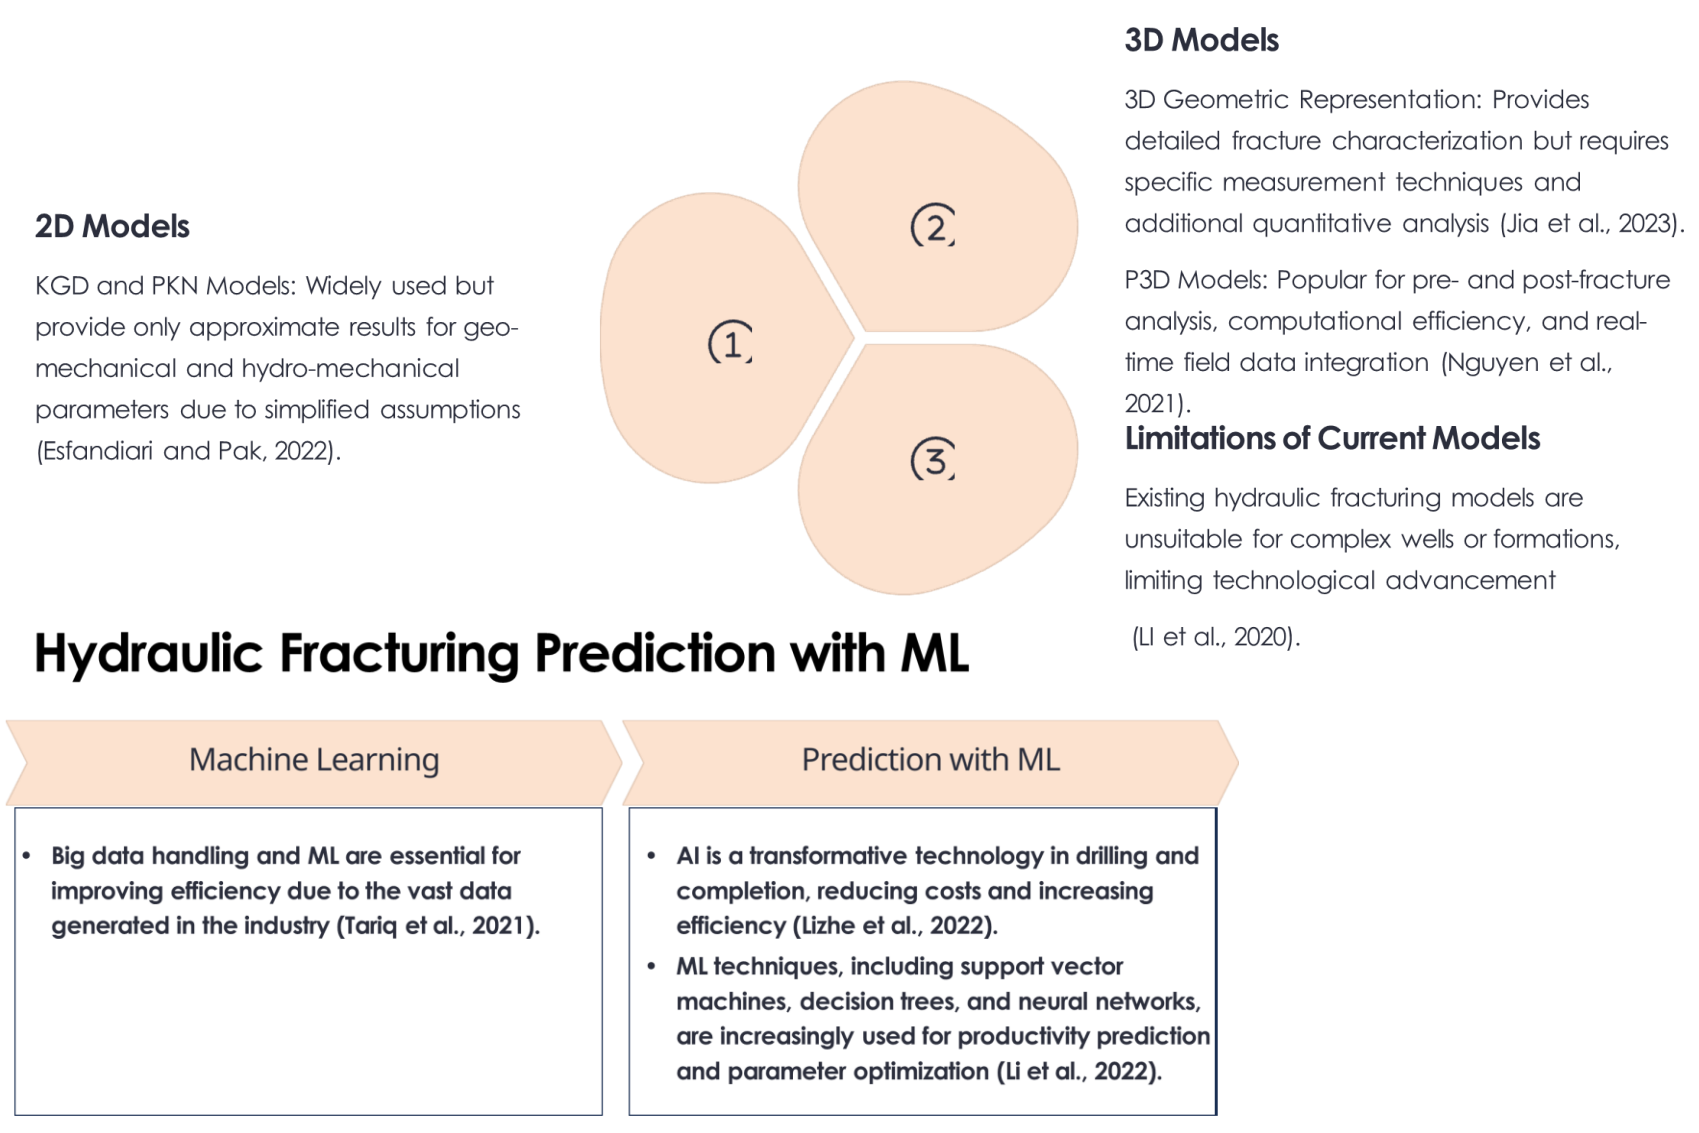 2D Models
KGD and PKN Models: Widely used but
provide only approximate results for geo-
mechanical and hydro-mechanical
parameters due to simplified assumptions
(Esfandiari and Pak, 2022).
1
2
3
3D Models
3D Geometric Representation: Provides
detailed fracture characterization but requires
specific measurement techniques and
additional quantitative analysis (Jia et al., 2023).
P3D Models: Popular for pre- and post-fracture
analysis, computational efficiency, and real-
time field data integration (Nguyen et al.,
2021).
Limitations of Current Models
Existing hydraulic fracturing models are
unsuitable for complex wells or formations,
limiting technological advancement
(LI et al., 2020).
Hydraulic Fracturing Prediction with ML
Machine Learning
• Big data handling and ML are essential for
improving efficiency due to the vast data
generated in the industry (Tariq et al., 2021).
Prediction with ML
• AI is a transformative technology in drilling and
completion, reducing costs and increasing
efficiency (Lizhe et al., 2022).
• ML techniques, including support vector
machines, decision trees, and neural networks,
are increasingly used for productivity prediction
and parameter optimization (Li et al., 2022).